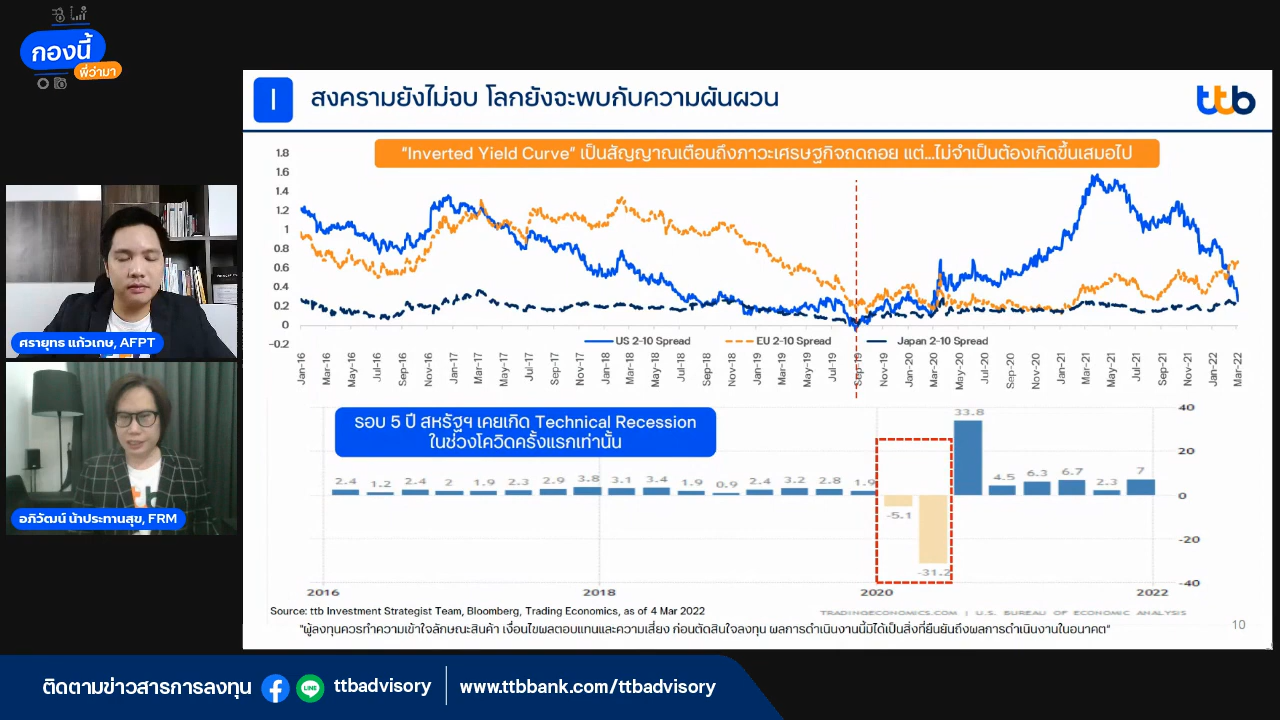 กองนี้
พี่ว่ามา
I
สงครามยังไม่จบ โลกยังจะพบกับความผันผวน
ttb
"Inverted Yield Curve" เป็นสัญญาณเตือนถึงภาวะเศรษฐกิจถดถอย แต่...ไม่จำเป็นต้องเกิดขึ้นเสมอไป
1.8
1.6
1.4
1.2
1
0.8
0.6
0.4
0.2
0
-0.2
US 2-10 Spread
EU 2-10 Spread
Japan 2-10 Spread
Jan-16
Mar-16
May-16
Jul-16
Sep-16
Nov-16
Jan-17
Mar-17
May-17
Jul-17
Sep-17
Nov-17
Jan-18
Mar-18
May-18
Jul-18
Sep-18
Nov-18
Jan-19
Mar-19
May-19
Jul-19
Sep-19
Nov-19
Jan-20
Mar-20
May-20
Jul-20
Sep-20
Nov-20
Jan-21
Mar-21
May-21
Jul-21
Sep-21
Nov-21
Jan-22
Mar-22
รอบ 5 ปี สหรัฐฯ เคยเกิด Technical Recession
ในช่วงโควิดครั้งแรกเท่านั้น
2.4
1.2
2.4
2
1.9
2.3
2.9
3.8
3.1
3.4
1.9
0.9
2.4
3.2
2.8
1.9
-5.1
-31.2
33.8
4.5
6.3
6.7
2.3
7
40
20
0
-20
-40
2016
2018
2020
2022
Source: ttb Investment Strategist Team, Bloomberg, Trading Economics, as of 4 Mar 2022
TRADINGECONOMICS.COM | U.S. BUREAU OF ECONOMIC ANALYSIS
"ผู้ลงทุนควรทำความเข้าใจลักษณะสินค้า เงื่อนไขผลตอบแทนและความเสี่ยง ก่อนตัดสินใจลงทุน ผลการดำเนินงานนี้มิได้เป็นสิ่งที่ยืนยันถึงผลการดำเนินงานในอนาคต"
10
ศรายุทธ แก้วเกษ, AFPT
ttb
อภิวัฒน์ น้าประทานสุข, FRM
ติดตามข่าวสารการลงทุน
LINE
ttbadvisory
www.ttbbank.com/ttbadvisory